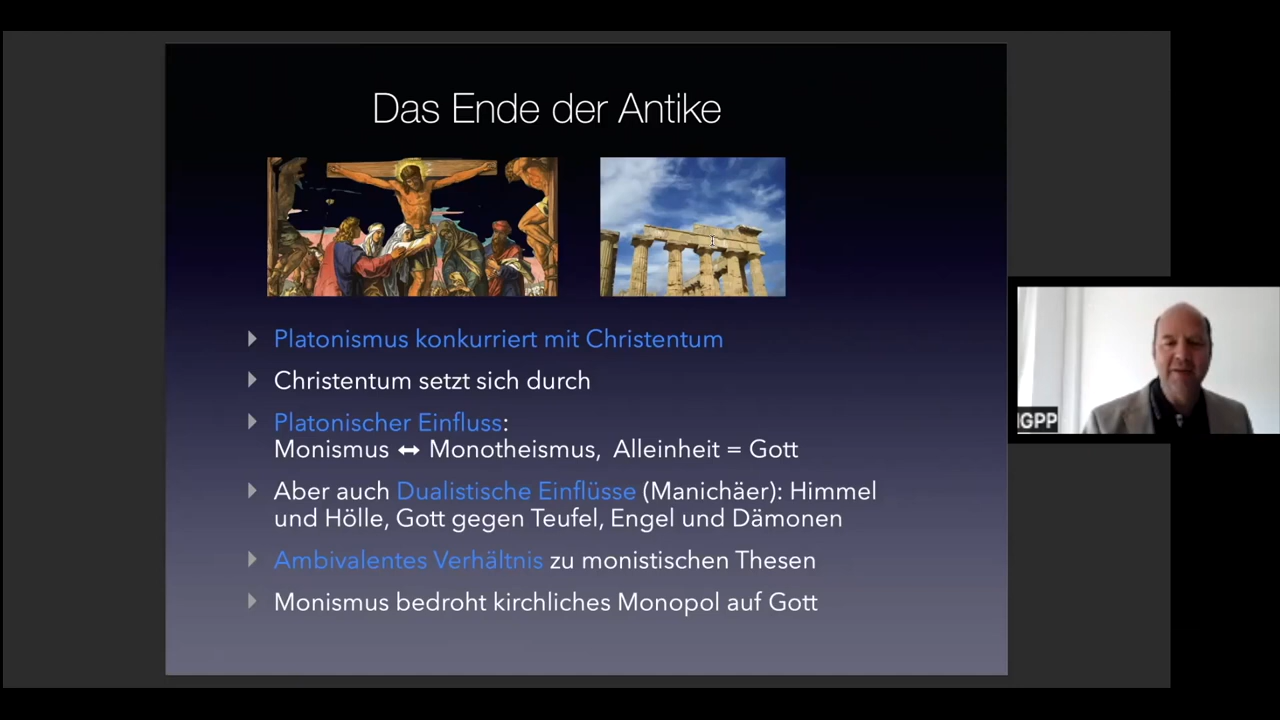 Das Ende der Antike
Platonismus konkurriert mit Christentum
Christentum setzt sich durch
Platonischer Einfluss:
Monismus ↔ Monotheismus, Alleinheit = Gott
Aber auch Dualistische Einflüsse (Manichäer): Himmel
und Hölle, Gott gegen Teufel, Engel und Dämonen
Ambivalentes Verhältnis zu monistischen Thesen
Monismus bedroht kirchliches Monopol auf Gott
IGPP